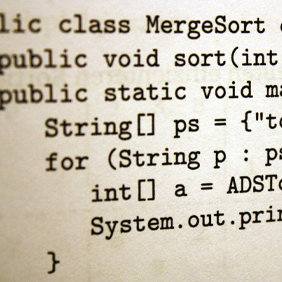 lic class MergeSort
public void sort(int
public static void ma
String[] ps = {"to
for (String p : ps
int[] a = ADSTo
System.out.prin
}